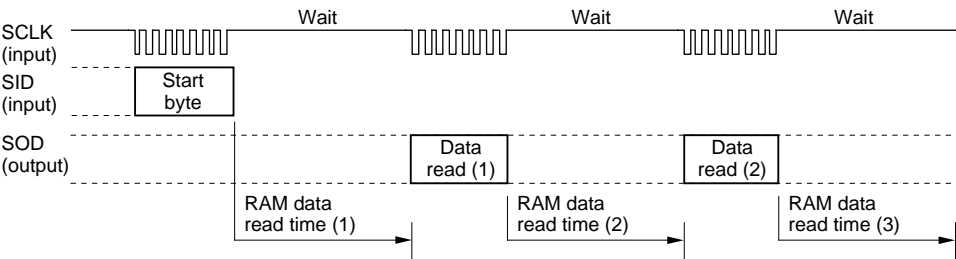 Wait
Wait
Wait
SCLK
(input)
SID
(input)
Start
byte
SOD
(output)
Data
read (1)
Data
read (2)
RAM data
read time (1)
RAM data
read time (2)
RAM data
read time (3)